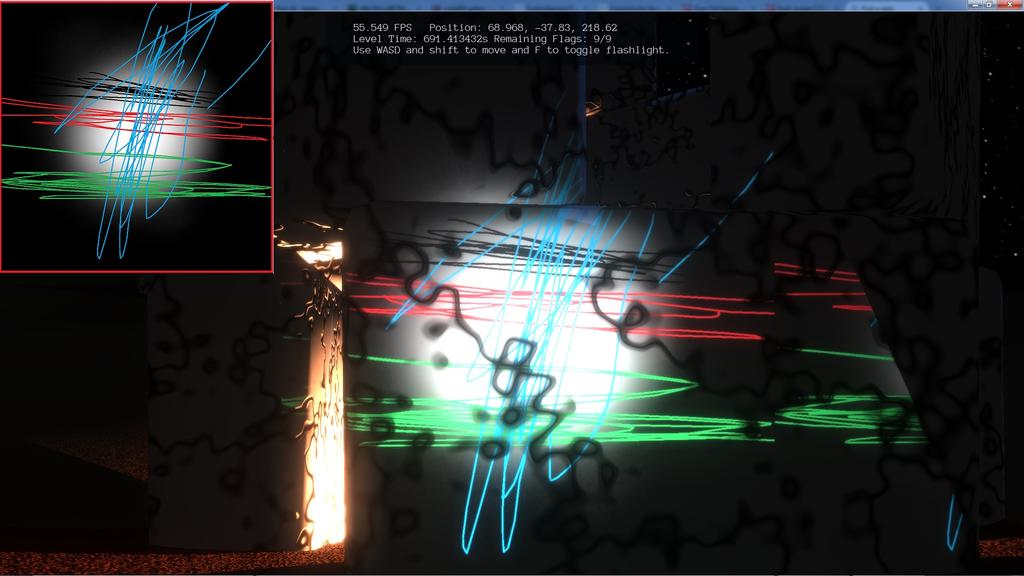 55.549 FPS   Position: 68.968, -37.83, 218.62
Level Time: 691.413432s Remaining Flags: 9/9
Use WASD and shift to move and F to toggle flashlight.